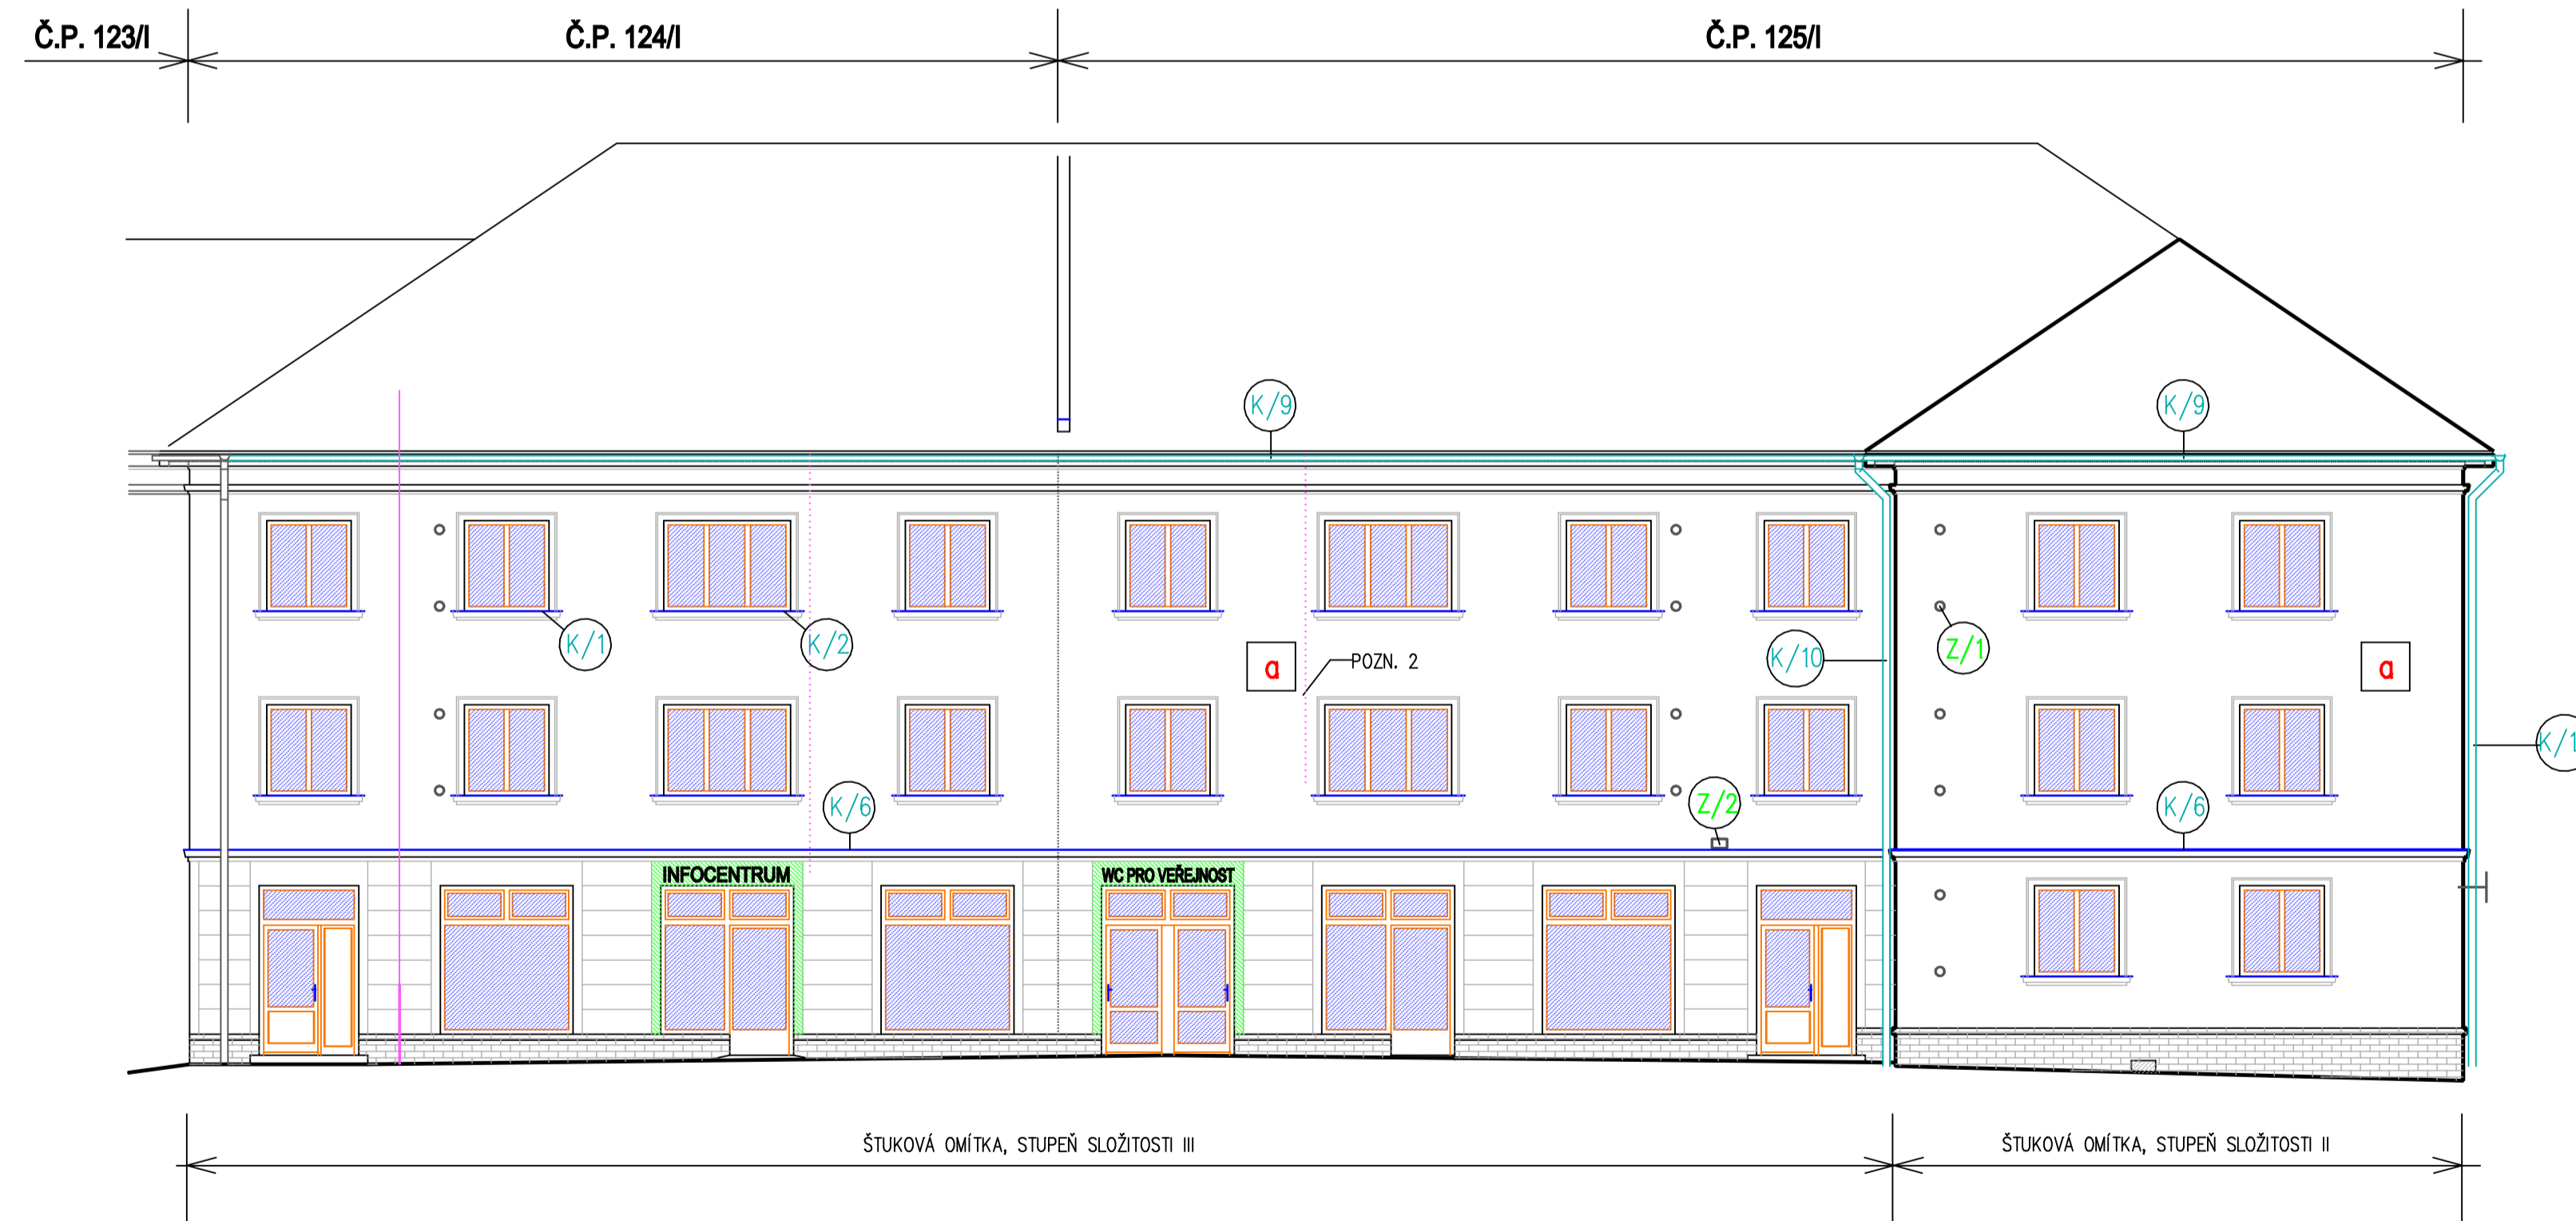 Č.P. 123/I
Č.P. 124/I
Č.P. 125/I
K/9
K/9
K/1
K/2
a
POZN. 2
K/10
Z/1
a
K/6
Z/2
K/6
INFOCENTRUM
WC PRO VEŘEJNOST
ŠTUKOVÁ OMÍTKA, STUPEŇ SLOŽITOSTI III
ŠTUKOVÁ OMÍTKA, STUPEŇ SLOŽITOSTI II